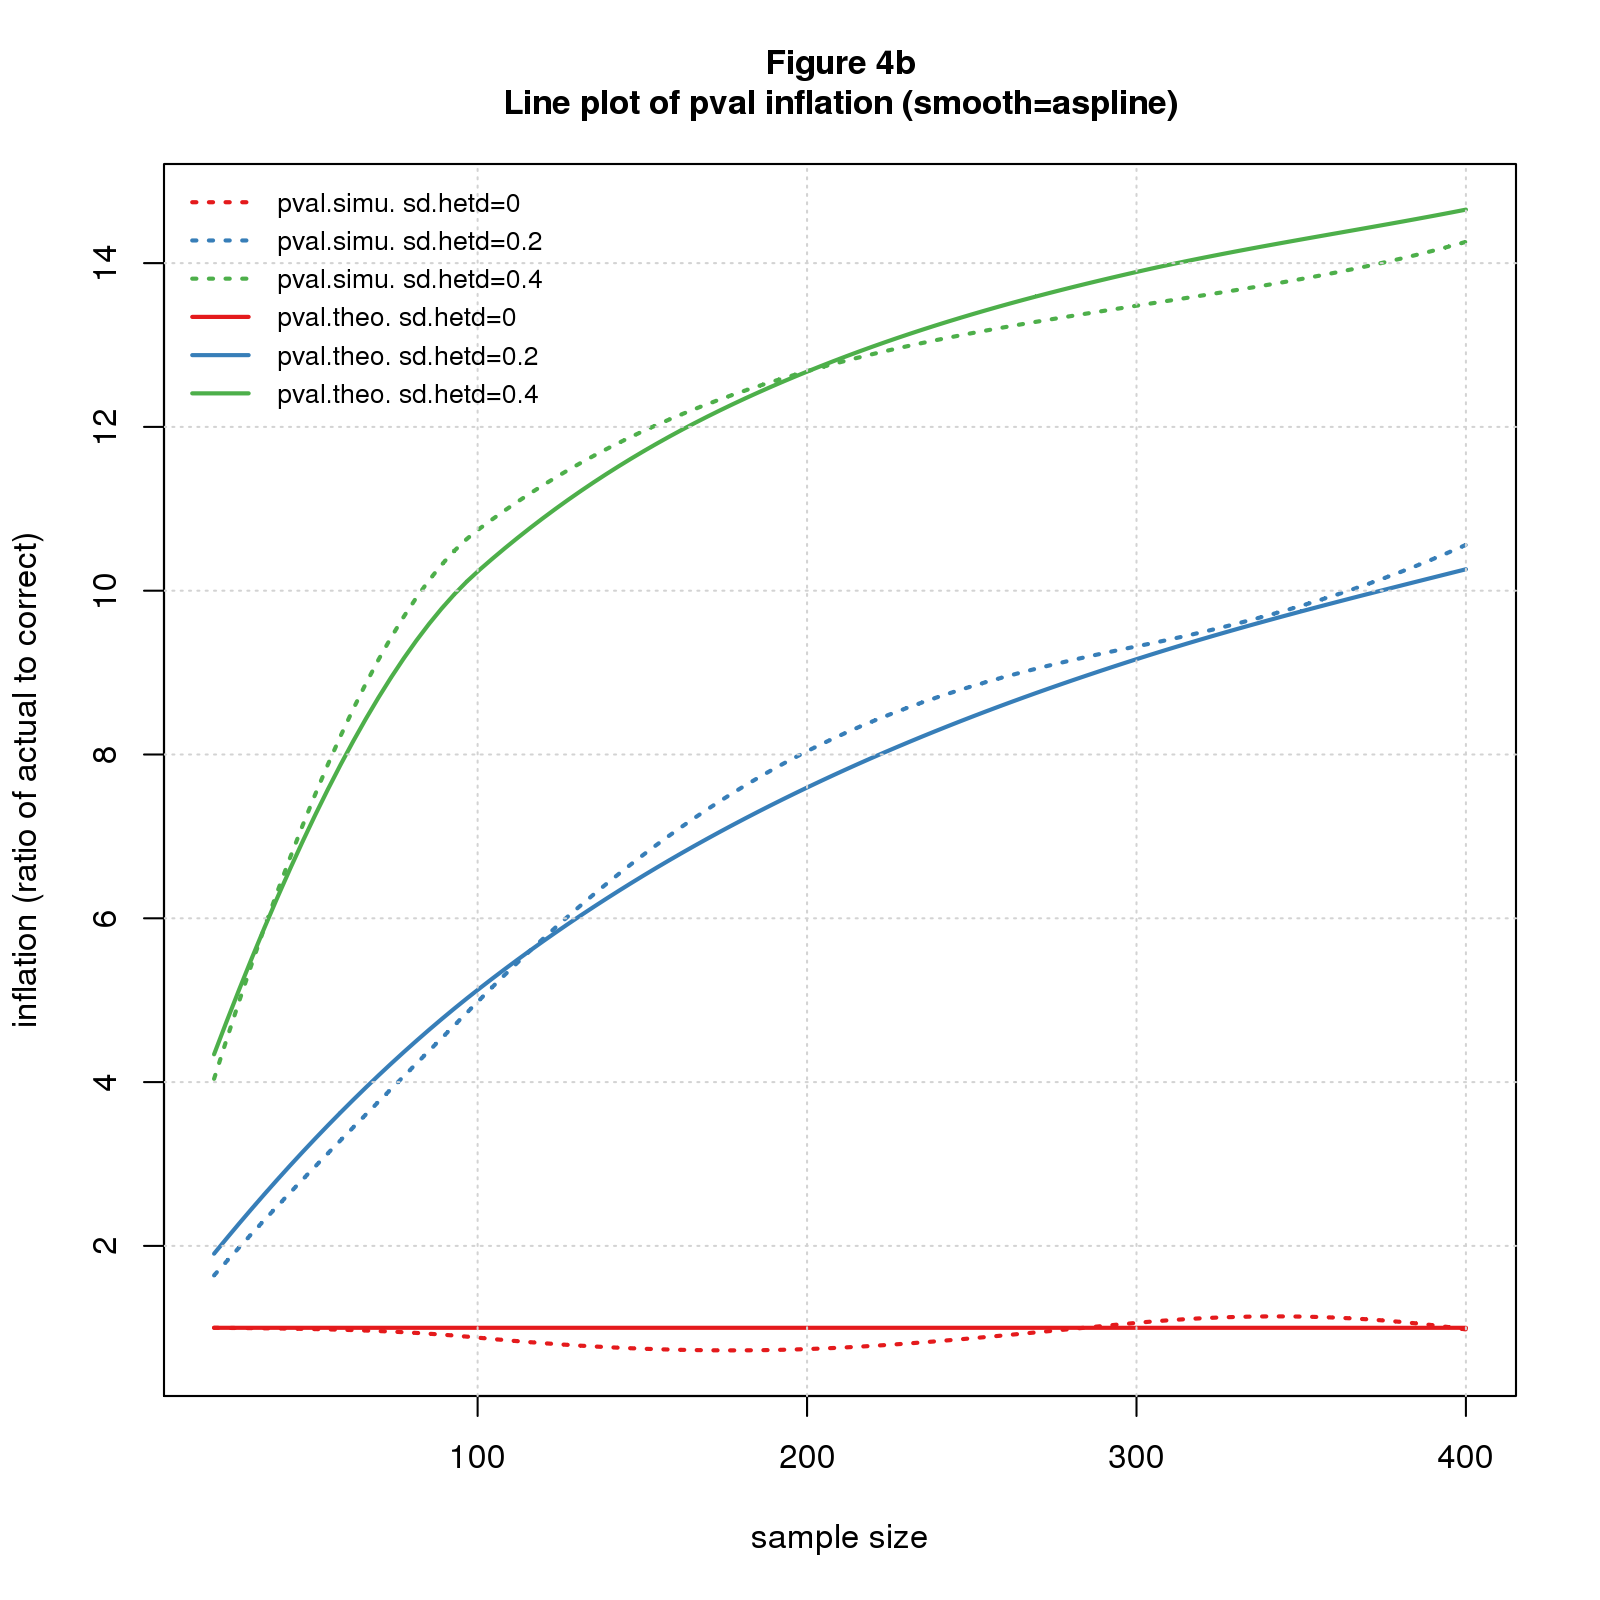 Figure 4b
Line plot of pval inflation (smooth=aspline)
pval.simu. sd.hetd=0
pval.simu. sd.hetd=0.2
pval.simu. sd.hetd=0.4
pval.theo. sd.hetd=0
pval.theo. sd.hetd=0.2
pval.theo. sd.hetd=0.4
inflation (ratio of actual to correct)
14
12
10
8
6
4
2
100 200 300 400
sample size